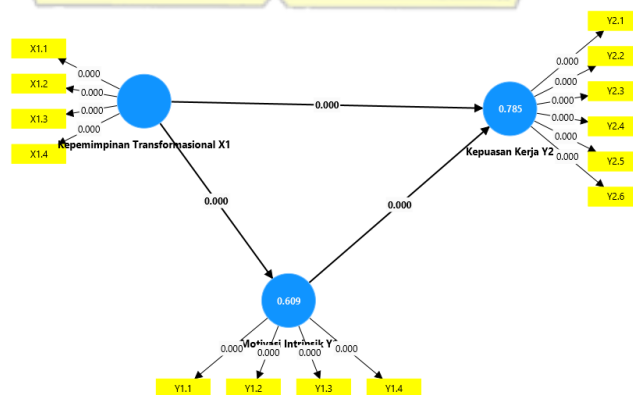 Y2.1
X1.1
0.000
0.000
Y2.2
X1.2
0.000
0.000
Y2.3
X1.3
0.000
0.000
0.000
0.785
0.000
Y2.4
X1.4
0.000
0.000
Y2.5
Kepemimpinan Transformasional X1
Kepuasan Kerja Y2
0.000
Y2.6
0.000
0.000
0.609
Motivasi Intrinsik
0.000
0.000
0.000
0.000
Y1.1
Y1.2
Y1.3
Y1.4